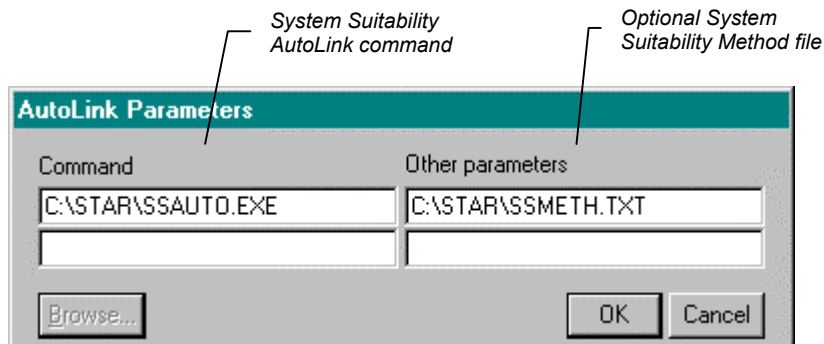 System Suitability
AutoLink command
Optional System
Suitability Method file
AutoLink Parameters
Command
Other parameters
C:\STAR\SSAUTO.EXE
C:\STAR\SSMETH.TXT
Browse...
OK
Cancel